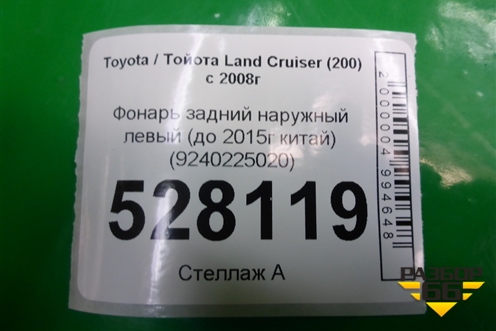 Toyota / Тойота Land Cruiser (200)
с 2008г
Фонарь задний наружный
левый (до 2015г китай)
(9240225020)
528119
Стеллаж А
2000004994648
РАЗБОР
66